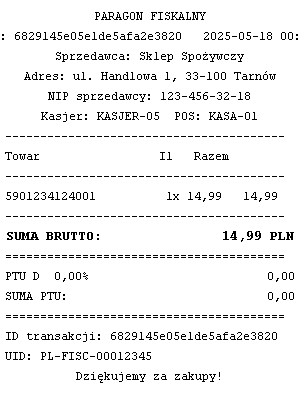 PARAGON FISKALNY
: 6829145e05e1de5afa2e3820 2025-05-18 00:
Sprzedawca: Sklep Spożywczy
Adres: ul. Handlowa 1, 33-100 Tarnów
NIP sprzedawcy: 123-456-32-18
Kasjer: KASJER-05 POS: KASA-01
----------------------------------------
Towar Il Razem
----------------------------------------
5901234124001 1x 14,99 14,99
----------------------------------------
SUMA BRUTTO: 14,99 PLN
========================================
PTU D 0,00% 0,00
SUMA PTU: 0,00
========================================
ID transakcji: 6829145e05e1de5afa2e3820
UID: PL-FISC-00012345
Dziękujemy za zakupy!